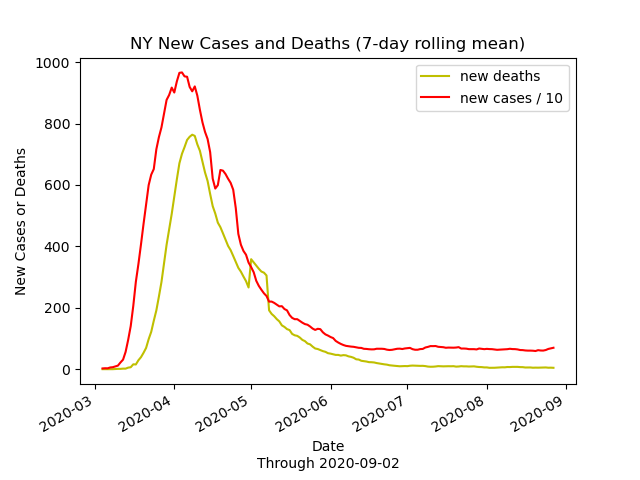 NY New Cases and Deaths (7-day rolling mean)
new deaths
new cases / 10
New Cases or Deaths
1000
800
600
400
200
0
2020-03
2020-04
2020-05
2020-06
2020-07
2020-08
2020-09
Date
Through 2020-09-02